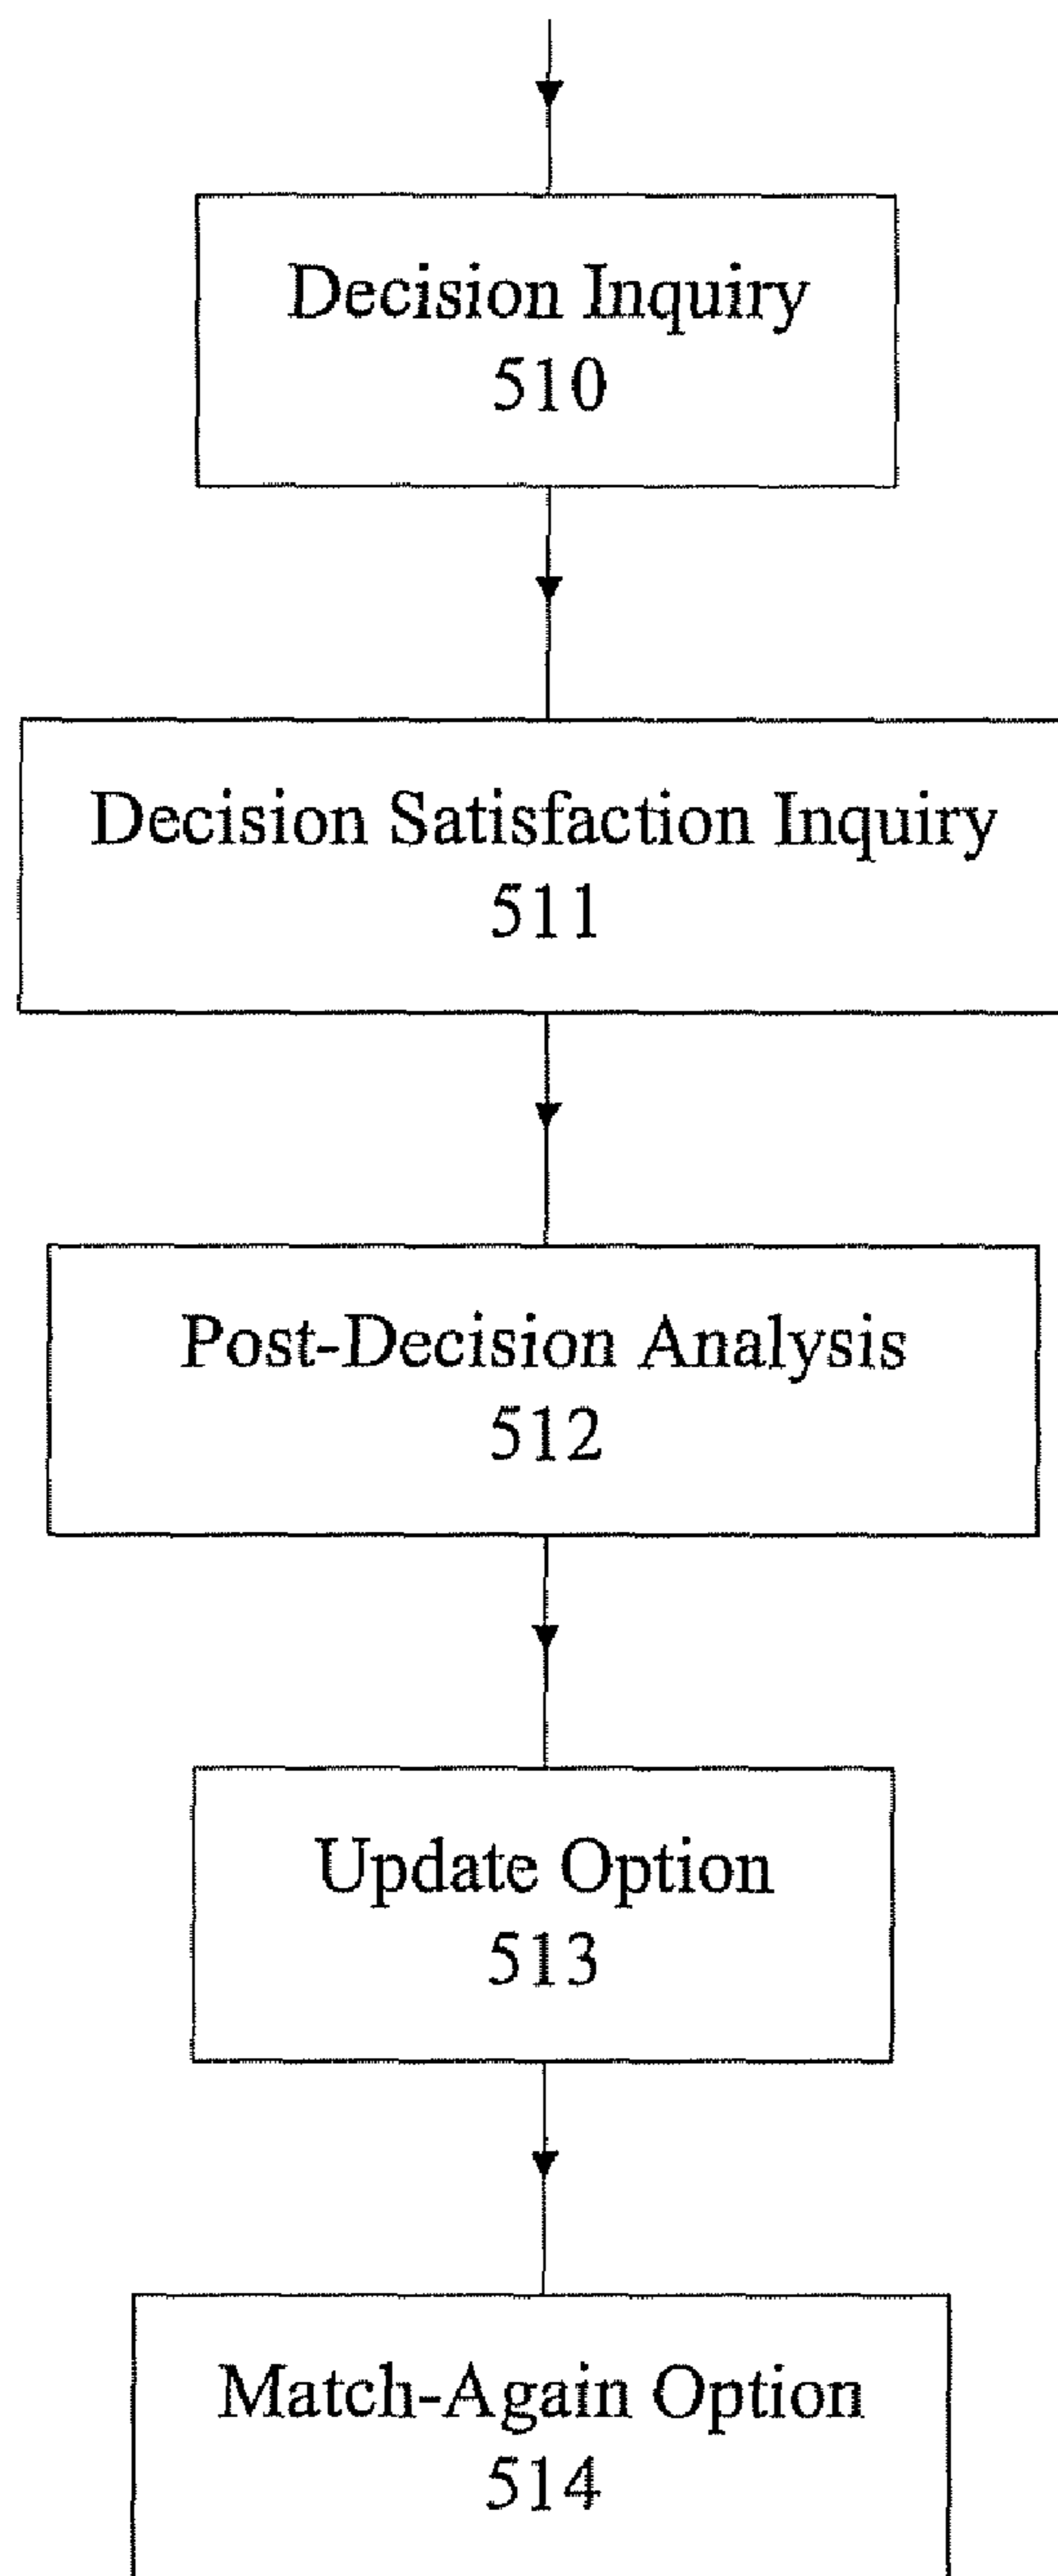 Decision Inquiry
510
Decision Satisfaction Inquiry
511
Post-Decision Analysis
512
Update Option
513
Match-Again Option
514